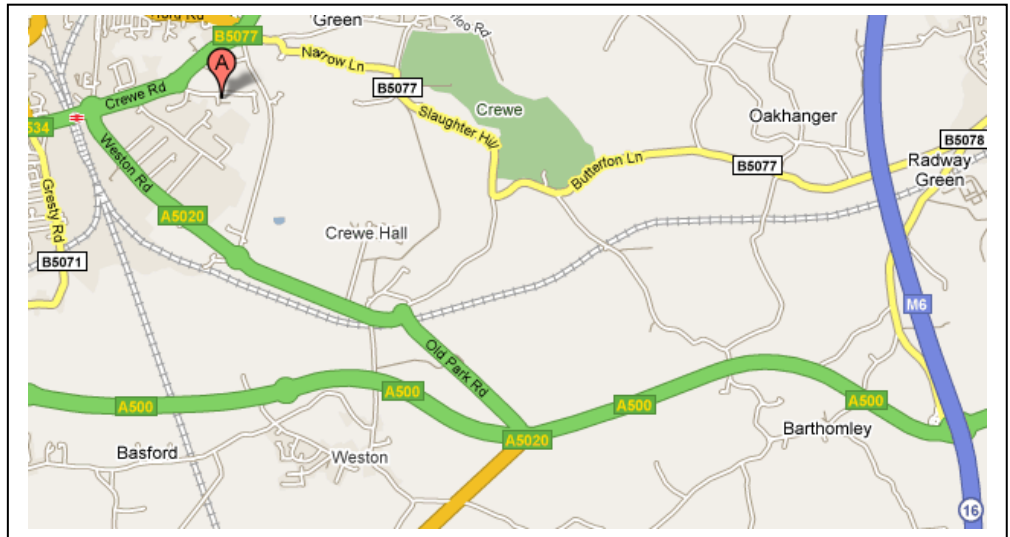 Green
B5077
Narrow Ln
A
B5077
Crewe Rd
Crewe
Slaughter Hill
Oakhanger
534
B5078
Weston Rd
B5077
Radway
Green
Butterton Ln
Gresty Rd
A5020
Crewe Hall
B5071
M6
Old Park Rd
A500
A500
A500
A500
Barthomley
A5020
Basford
Weston
16